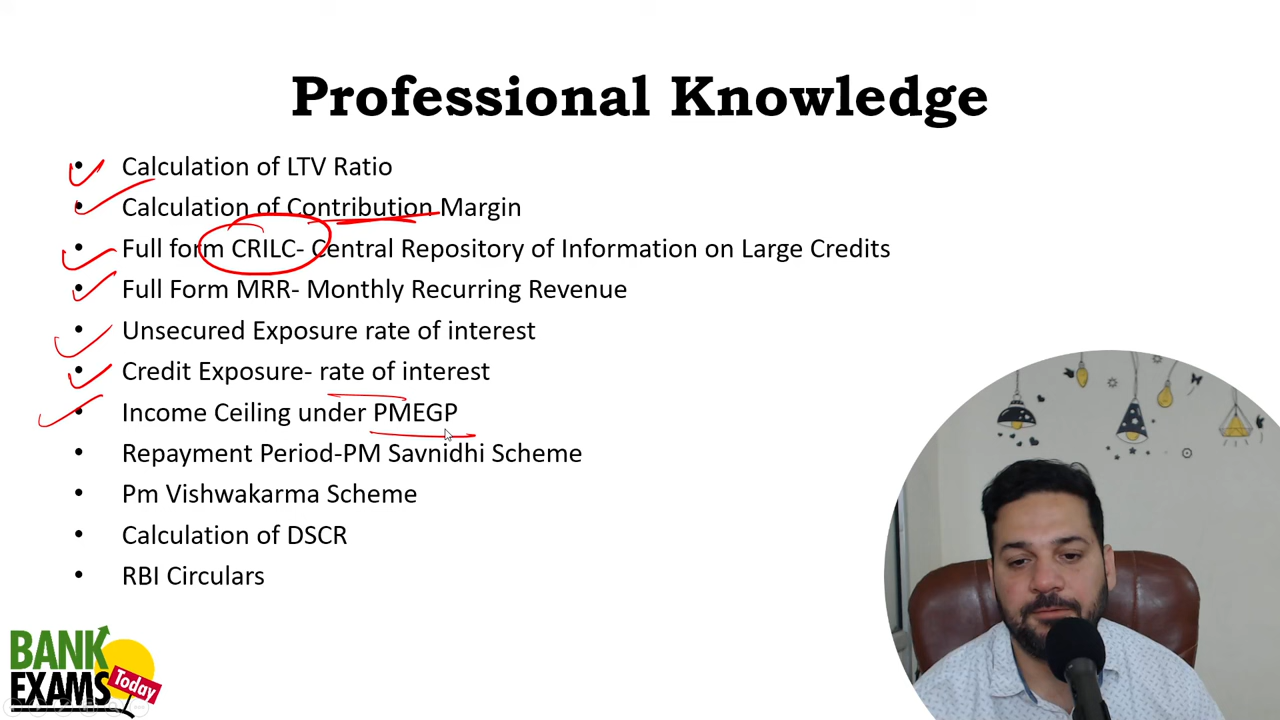 Professional Knowledge
• Calculation of LTV Ratio
• Calculation of Contribution Margin
• Full form CRILC- Central Repository of Information on Large Credits
• Full Form MRR- Monthly Recurring Revenue
• Unsecured Exposure rate of interest
• Credit Exposure- rate of interest
• Income Ceiling under PMEGP
• Repayment Period-PM Savnidhi Scheme
• Pm Vishwakarma Scheme
• Calculation of DSCR
• RBI Circulars
BANK
EXAMS
Today